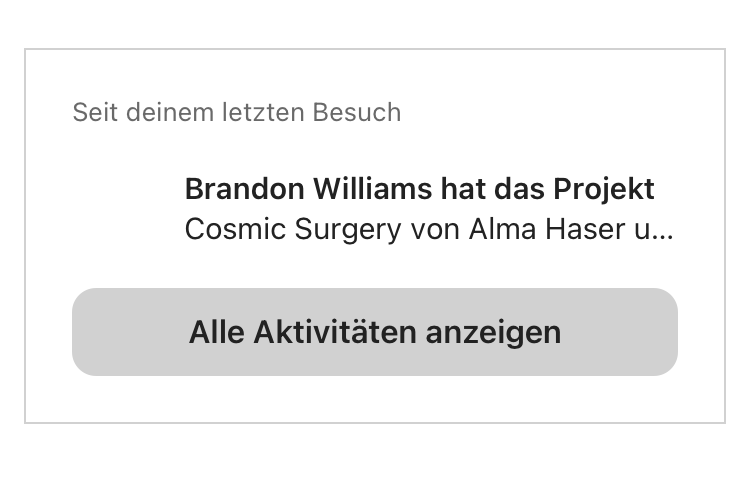 Seit deinem letzten Besuch
Brandon Williams hat das Projekt
Cosmic Surgery von Alma Haser u...
Alle Aktivitäten anzeigen